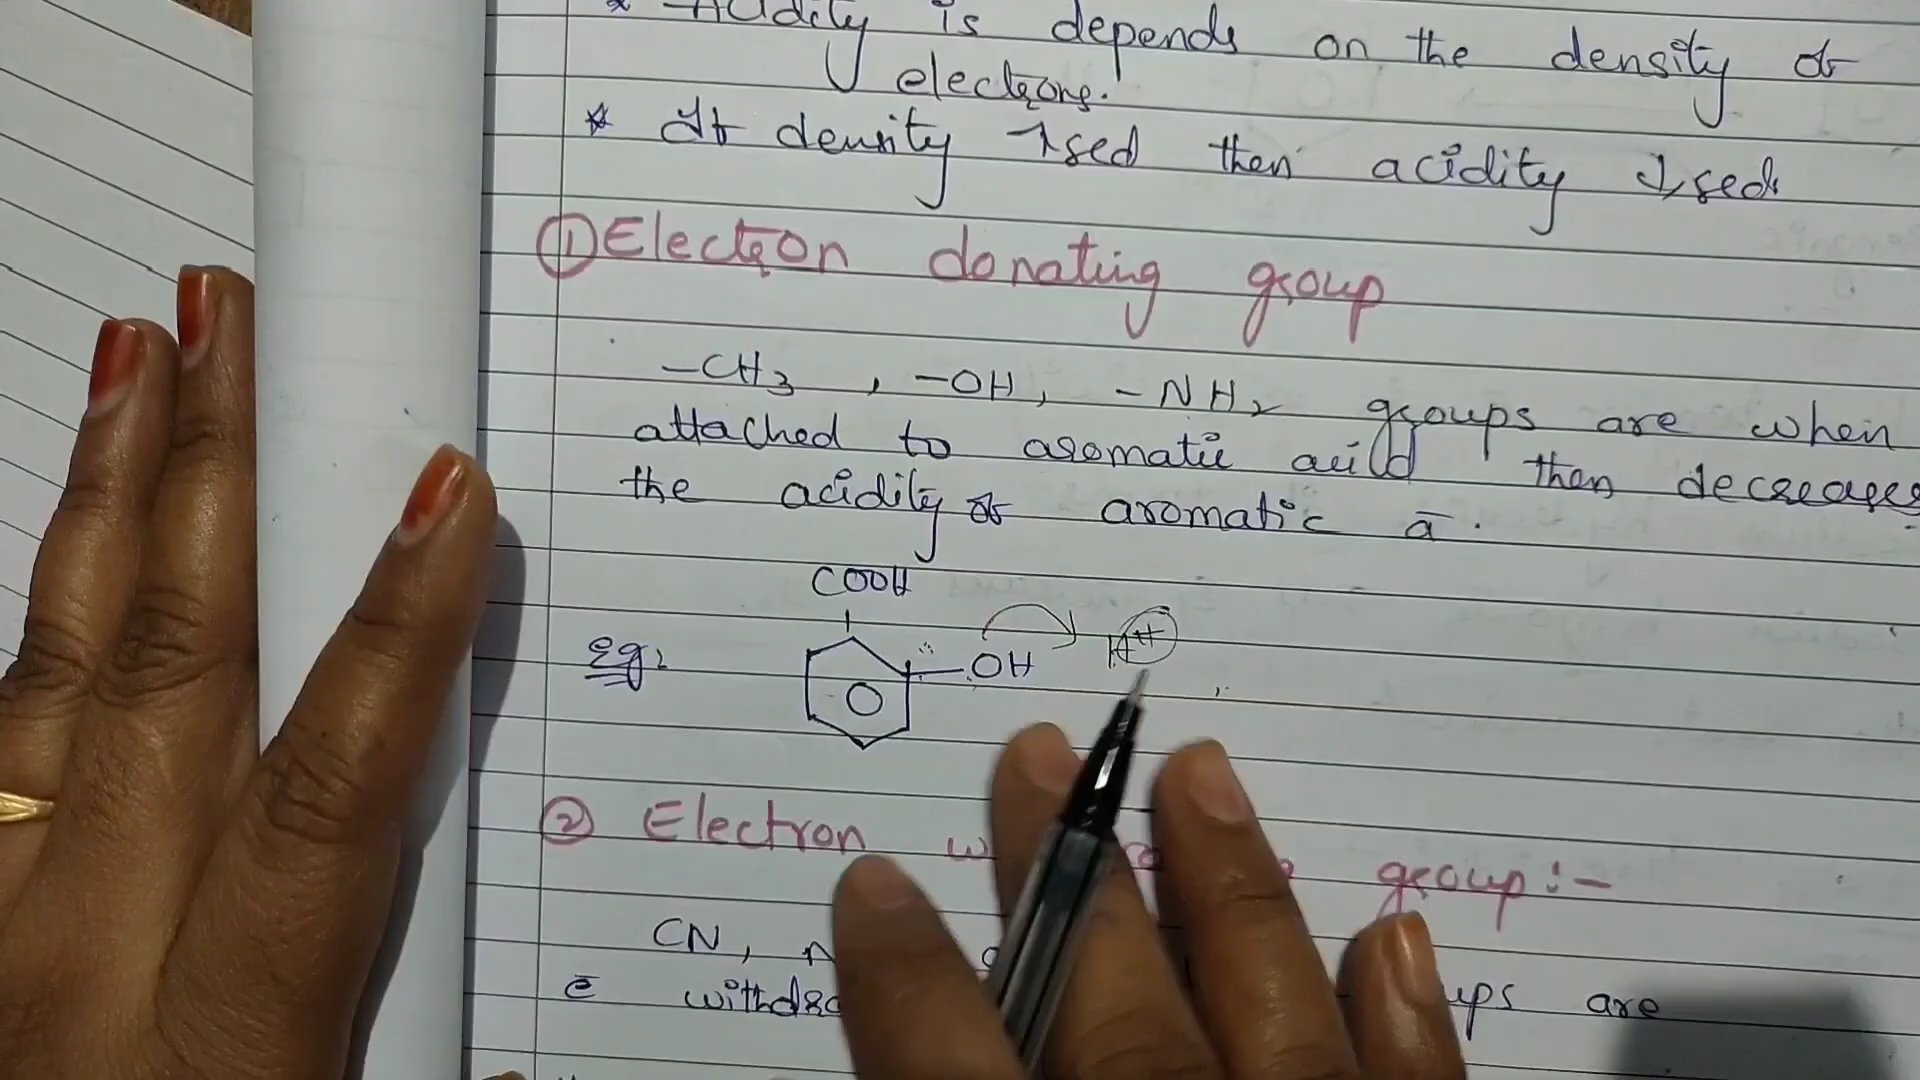 * Acidity is depends on the density of
electrons.
* If density ↑sed then acidity ↓sed.
① Electron donating group
-CH₃ , -OH, -NH₂ groups are when
attached to aromatic acid then decreases
the acidity of aromatic a̅.
COOH
Eg:
OH
H⁺
② Electron group:-
CN,
e̅
are